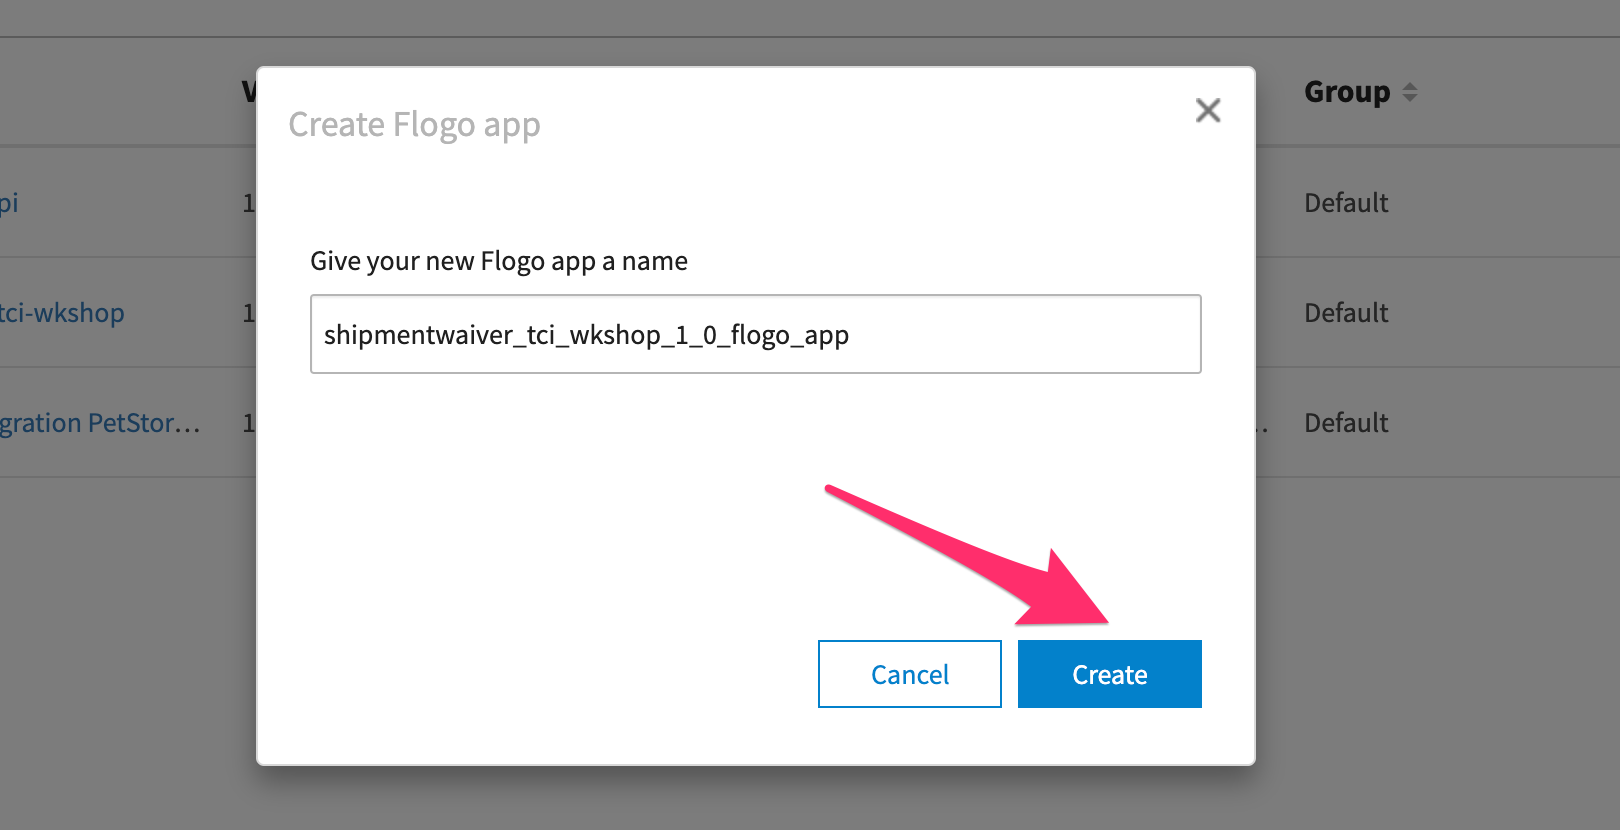 Group
Create Flogo app
pi
1
Default
Give your new Flogo app a name
tci-wkshop
1
Default
shipmentwaiver_tci_wkshop_1_0_flogo_app
gration PetStor...
1
..
Default
Cancel
Create